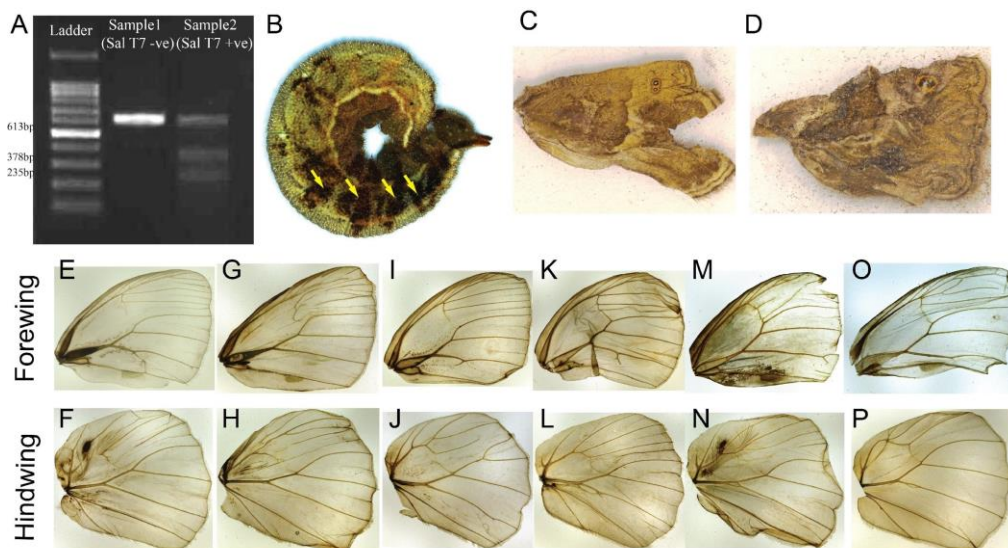 A
Ladder
Sample1
(Sal T7 -ve)
Sample2
(Sal T7 +ve)
613bp
378bp
235bp
B
C
D
Forewing
E
G
I
K
M
O
Hindwing
F
H
J
L
N
P